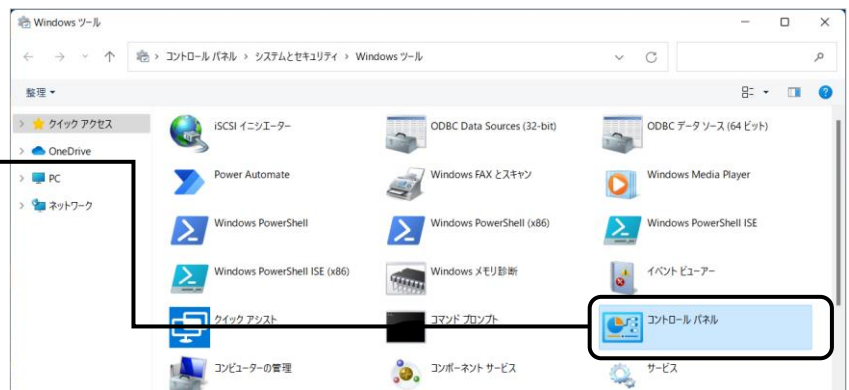 Windows ツール
コントロール パネル › システムとセキュリティ › Windows ツール
整理
クイック アクセス
OneDrive
PC
ネットワーク
iSCSI イニシエーター
ODBC Data Sources (32-bit)
ODBC データ ソース (64 ビット)
Power Automate
Windows FAX とスキャン
Windows Media Player
Windows PowerShell
Windows PowerShell (x86)
Windows PowerShell ISE
Windows PowerShell ISE (x86)
Windows メモリ診断
イベント ビューアー
クイック アシスト
コマンド プロンプト
コントロール パネル
コンピューターの管理
コンポーネント サービス
サービス